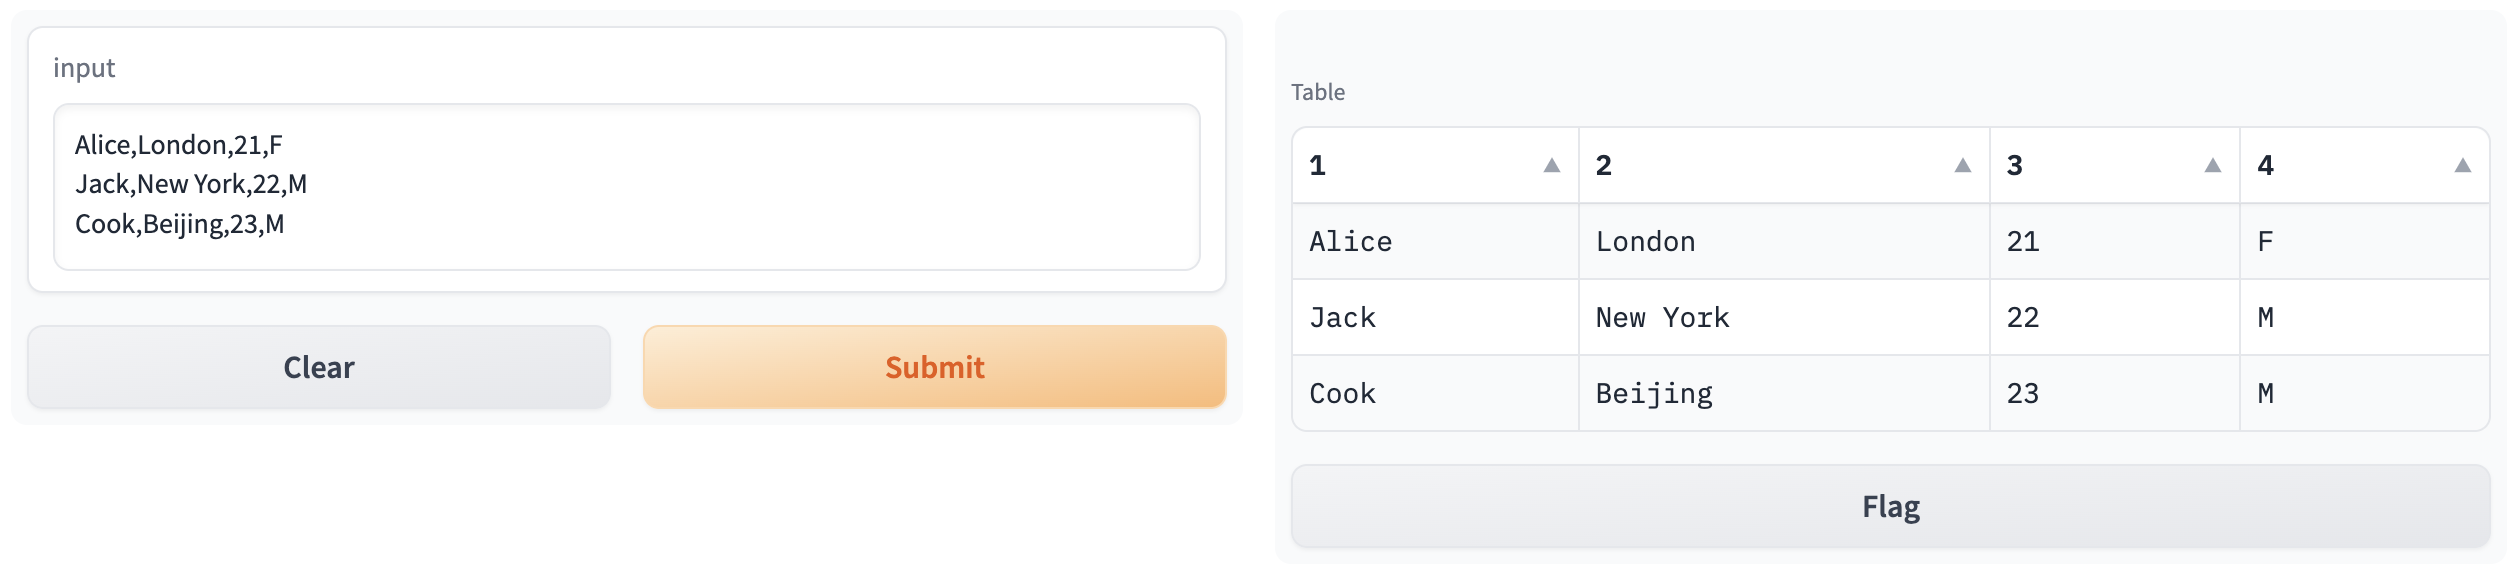 input
Alice,London,21,F
Jack,New York,22,M
Cook,Beijing,23,M
Clear
Submit
Table
1 2 3 4
Alice London 21 F
Jack New York 22 M
Cook Beijing 23 M
Flag